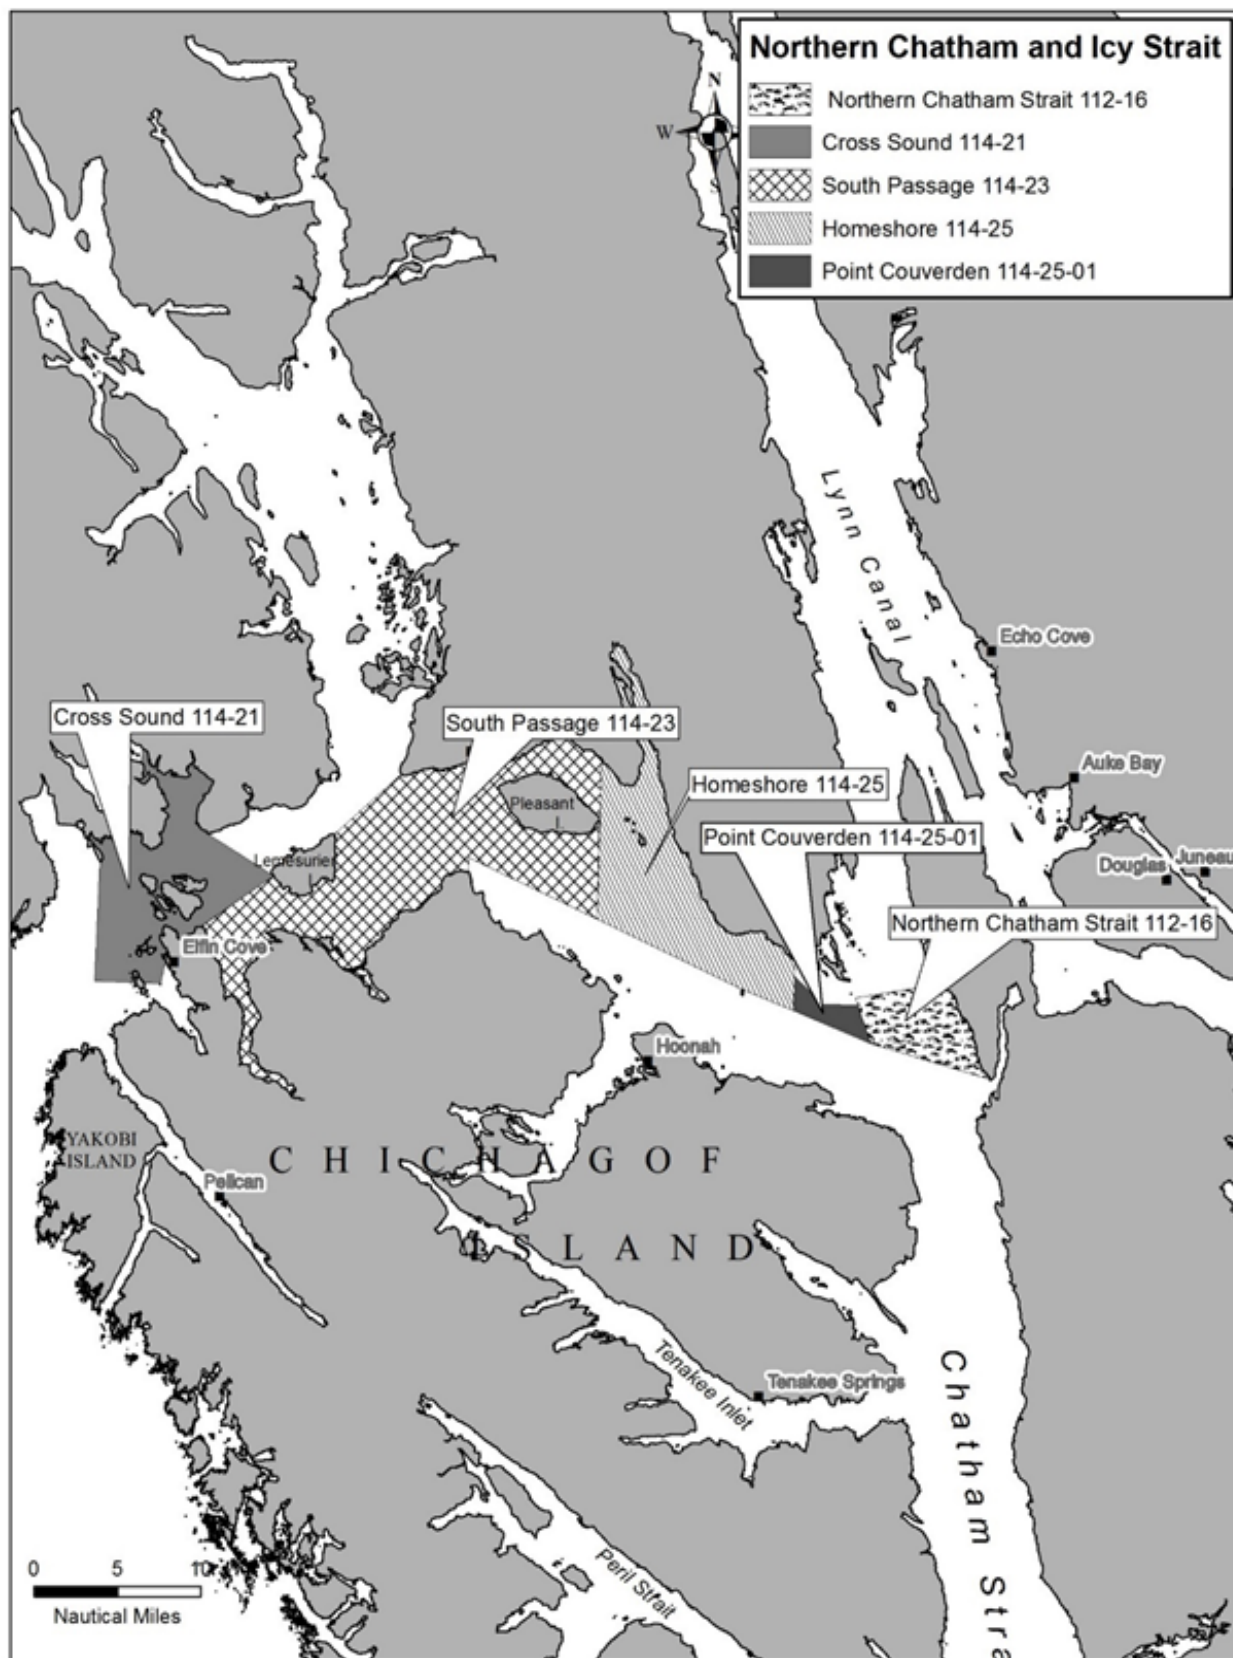 Northern Chatham and Icy Strait
Northern Chatham Strait 112-16
Cross Sound 114-21
South Passage 114-23
Homeshore 114-25
Point Couverden 114-25-01
N
W
S
Lynn Canal
Echo Cove
Cross Sound 114-21
South Passage 114-23
Auke Bay
Homeshore 114-25
Pleasant
I.
Point Couverden 114-25-01
Lemesurier
I.
Douglas
Juneau
Northern Chatham Strait 112-16
Elfin Cove
Hoonah
YAKOBI
ISLAND
CHICHAGOF
ISLAND
Pelican
Tenakee Inlet
Tenakee Springs
Chatham Stra
Peril Strait
0 5 10
Nautical Miles